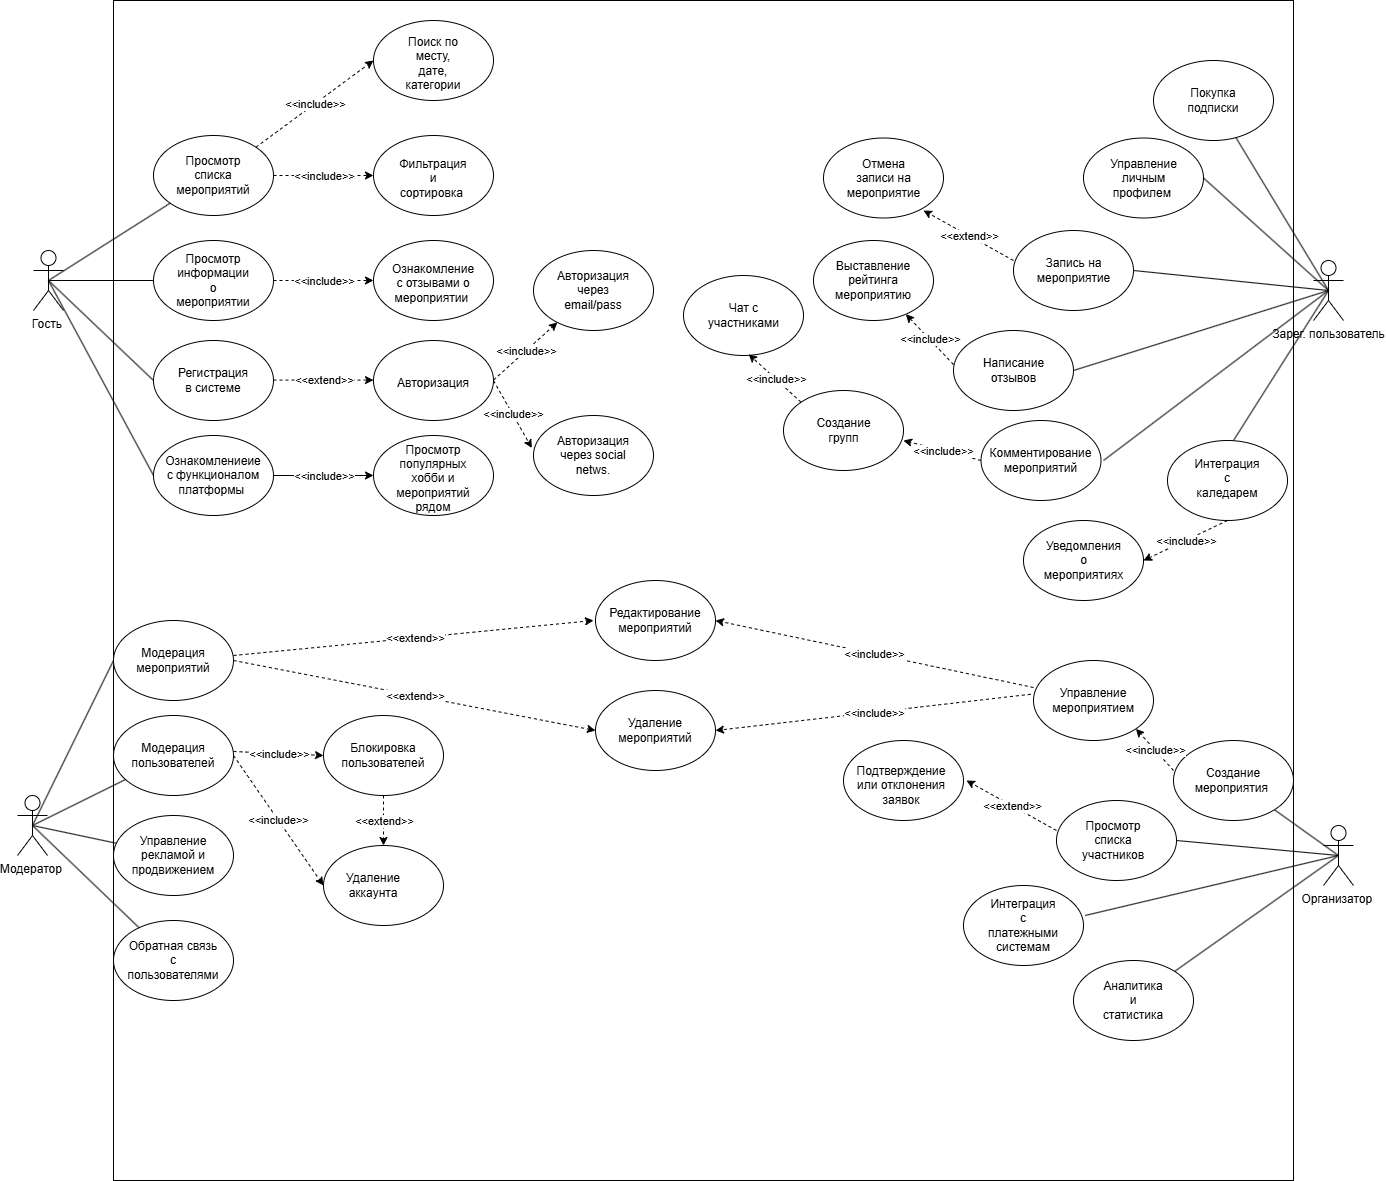 Поиск по
месту,
дате,
категории
<<include>>
Просмотр
списка
мероприятий
<<include>>
Фильтрация
и
сортировка
Просмотр
информации
о
мероприятии
<<include>>
Ознакомление
с отзывами о
мероприятии
Гость
Регистрация
в системе
<<extend>>
Авторизация
<<include>>
Авторизация
через
email/pass
<<include>>
Авторизация
через social
netws.
Ознакомлениеие
с функционалом
платформы
<<include>>
Просмотр
популярных
хобби и
мероприятий
рядом
Покупка
подписки
Управление
личным
профилем
Отмена
записи на
мероприятие
<<extend>>
Запись на
мероприятие
Выставление
рейтинга
мероприятию
<<include>>
Написание
отзывов
Зарег. пользователь
Чат с
участниками
<<include>>
Создание
групп
<<include>>
Комментирование
мероприятий
Интеграция
с
каледарем
<<include>>
Уведомления
о
мероприятиях
Модерация
мероприятий
<<extend>>
<<extend>>
Редактирование
мероприятий
Удаление
мероприятий
<<include>>
<<include>>
Управление
мероприятием
<<include>>
Создание
мероприятия
Модерация
пользователей
<<include>>
Блокировка
пользователей
<<include>>
<<extend>>
Удаление
аккаунта
Модератор
Управление
рекламой и
продвижением
Обратная связь
с
пользователями
Подтверждение
или отклонения
заявок
<<extend>>
Просмотр
списка
участников
Организатор
Интеграция
с
платежными
системам
Аналитика
и
статистика